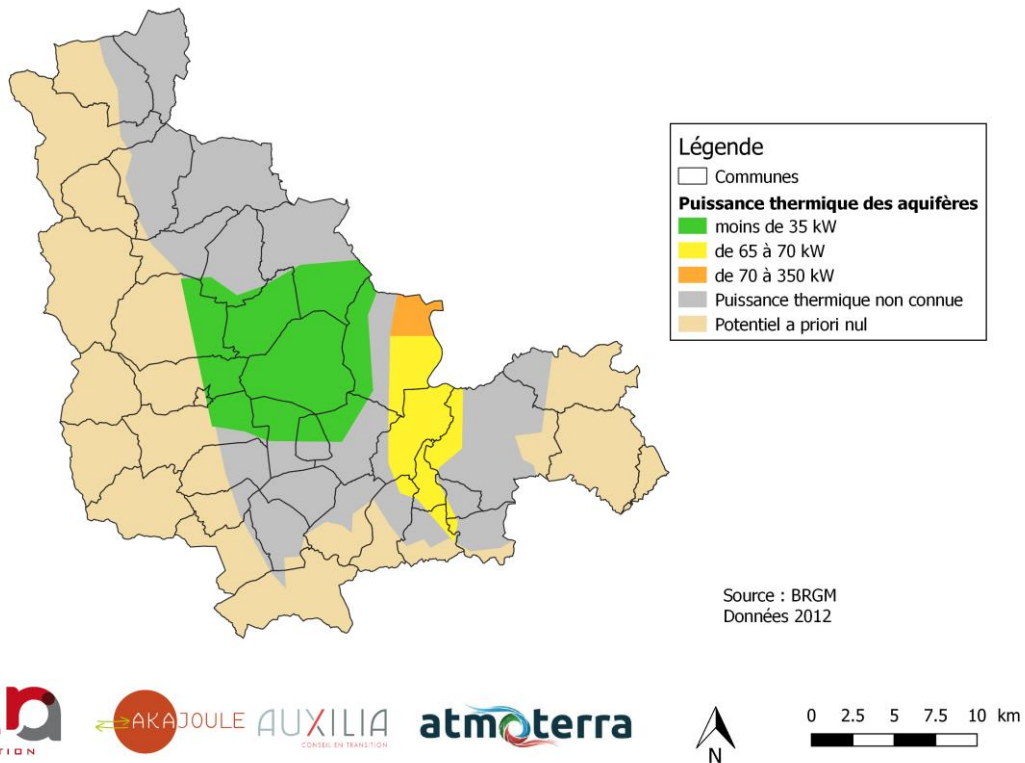 Légende
Communes
Puissance thermique des aquifères
moins de 35 kW
de 65 à 70 kW
de 70 à 350 kW
Puissance thermique non connue
Potentiel a priori nul
Source : BRGM
Données 2012
AKAJOULE
AUXILIA
CONSEIL EN TRANSITION
atmoterra
N
0 2.5 5 7.5 10 km